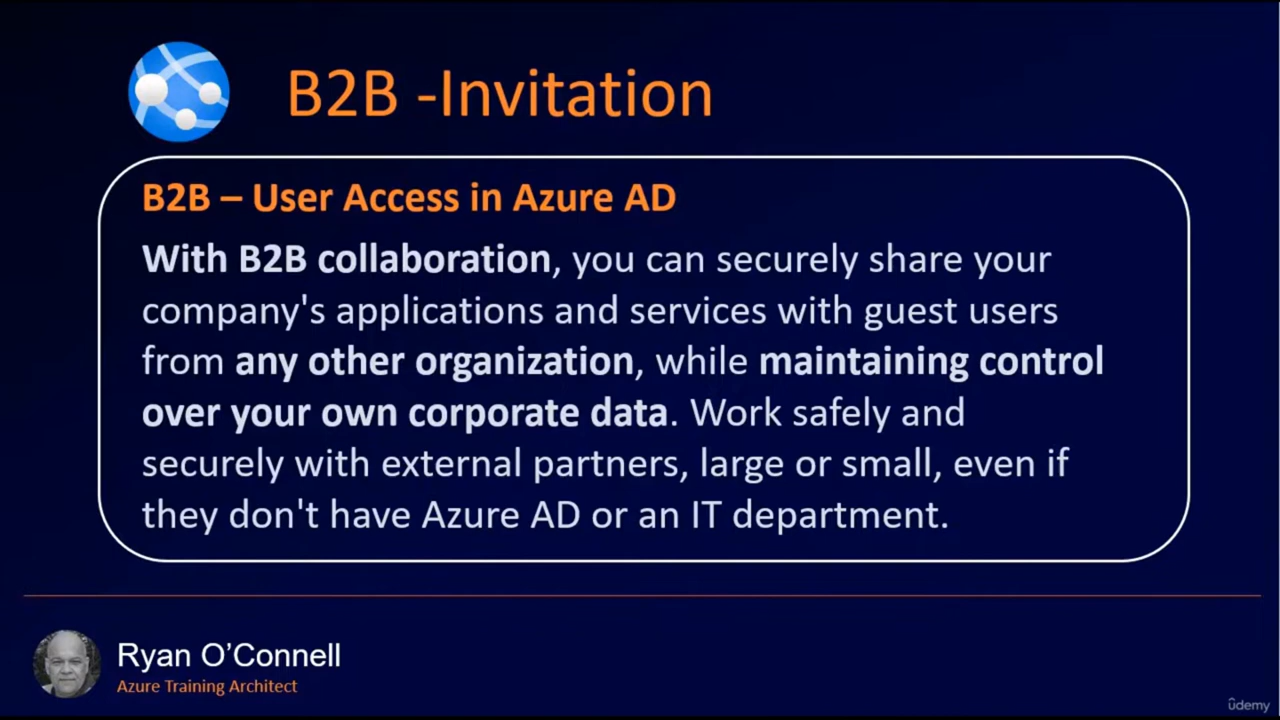 B2B -Invitation
B2B – User Access in Azure AD
With B2B collaboration, you can securely share your
company's applications and services with guest users
from any other organization, while maintaining control
over your own corporate data. Work safely and
securely with external partners, large or small, even if
they don't have Azure AD or an IT department.
Ryan O’Connell
Azure Training Architect
ûdemy